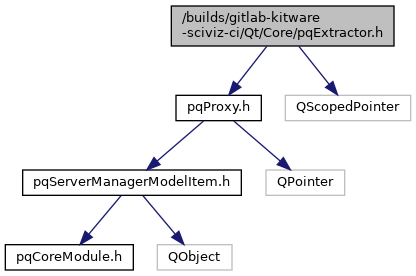 /builds/gitlab-kitware
-sciviz-ci/Qt/Core/pqExtractor.h
pqProxy.h
QScopedPointer
pqServerManagerModelItem.h
QPointer
pqCoreModule.h
QObject